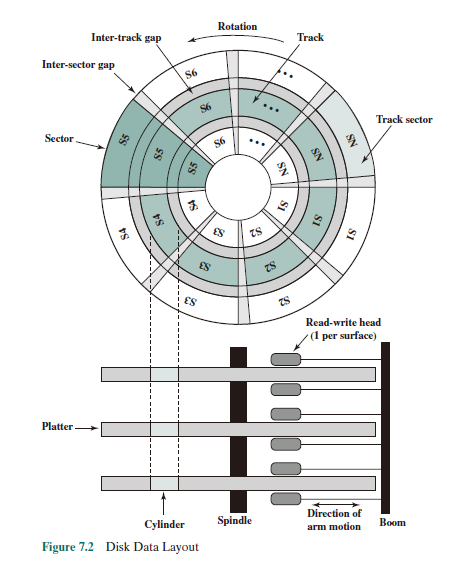 Rotation
Inter-track gap
Track
Inter-sector gap
S6
...
S6
...
Track sector
Sector
S5
S5
S6
...
SN
SN
S5
SN
S4
S4
S4
S1
S1
S1
S3
S2
S3
S2
S3
S2
Read-write head
(1 per surface)
Platter
Cylinder
Spindle
Direction of
arm motion
Boom
Figure 7.2 Disk Data Layout